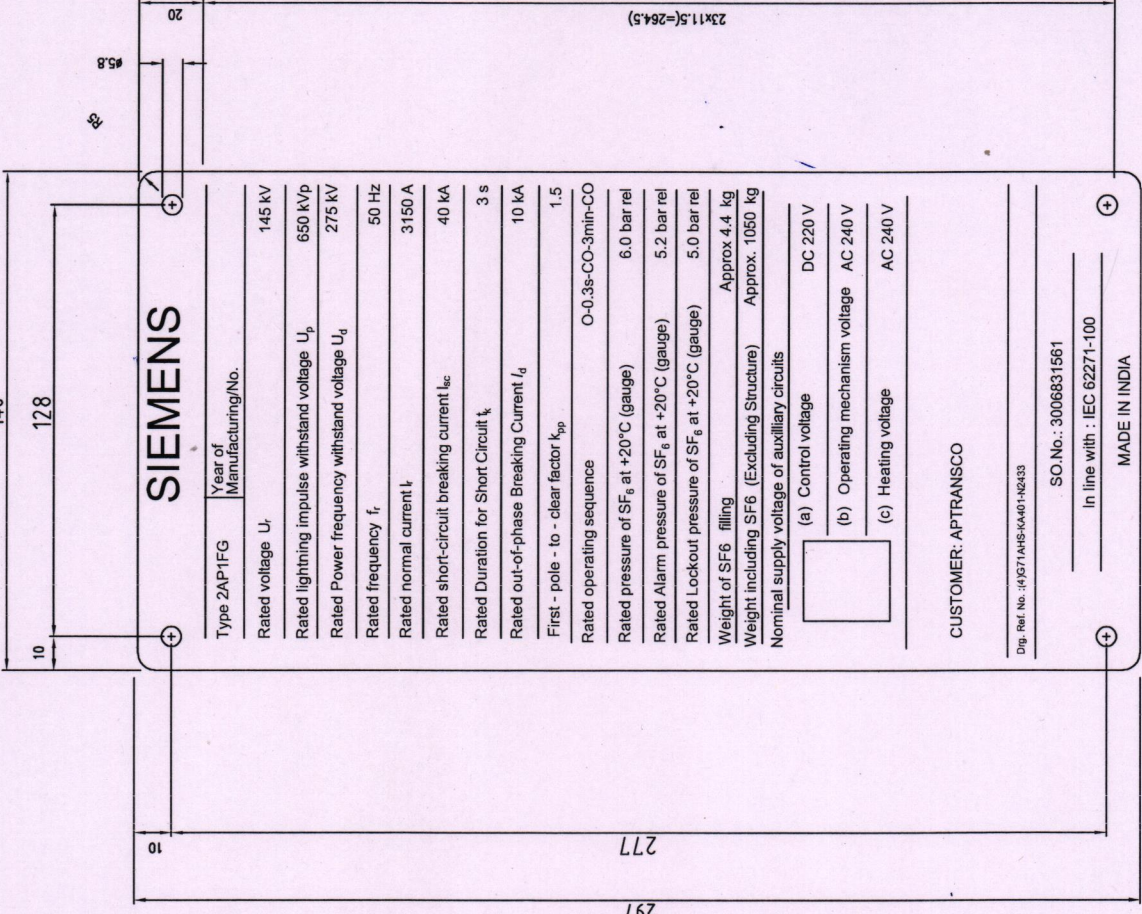 SIEMENS
Type 2AP1FG Year of Manufacturing/No.
Rated voltage Ur 145 kV
Rated lightning impulse withstand voltage Up 650 kVp
Rated Power frequency withstand voltage Ud 275 kV
Rated frequency fr 50 Hz
Rated normal current Ir 3150 A
Rated short-circuit breaking current Isc 40 kA
Rated Duration for Short Circuit tk 3 s
Rated out-of-phase Breaking Current Id 10 kA
First - pole - to - clear factor kpp 1.5
Rated operating sequence O-0.3s-CO-3min-CO
Rated pressure of SF6 at +20°C (gauge) 6.0 bar rel
Rated Alarm pressure of SF6 at +20°C (gauge) 5.2 bar rel
Rated Lockout pressure of SF6 at +20°C (gauge) 5.0 bar rel
Weight of SF6 filling Approx 4.4 kg
Weight including SF6 (Excluding Structure) Approx. 1050 kg
Nominal supply voltage of auxilliary circuits
(a) Control voltage DC 220 V
(b) Operating mechanism voltage AC 240 V
(c) Heating voltage AC 240 V
CUSTOMER: APTRANSCO
Drg. Ref. No. :(4)G71AHS-KA401-N2433
SO.No.: 3006831561
In line with : IEC 62271-100
MADE IN INDIA
128
10
20
ø5.8
R5
23x11.5(=264.5)
10
277
297